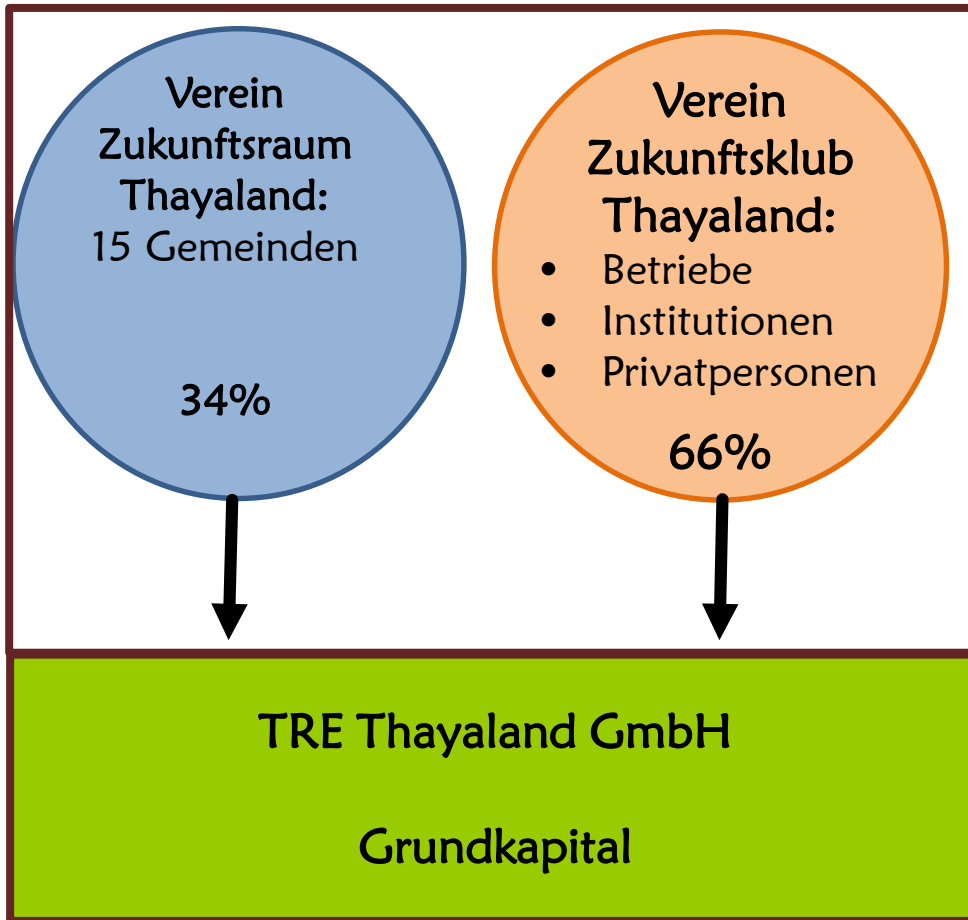 Verein
Zukunftsraum
Thayaland:
15 Gemeinden
34%
Verein
Zukunftsklub
Thayaland:
• Betriebe
• Institutionen
• Privatpersonen
66%
TRE Thayaland GmbH
Grundkapital